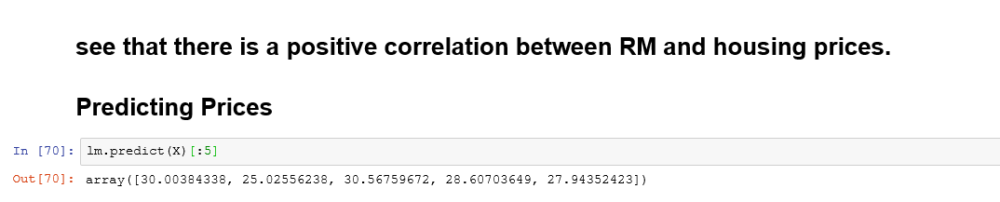 see that there is a positive correlation between RM and housing prices.
Predicting Prices
In [70]: lm.predict(X)[:5]
Out[70]: array([30.00384338, 25.02556238, 30.56759672, 28.60703649, 27.94352423])